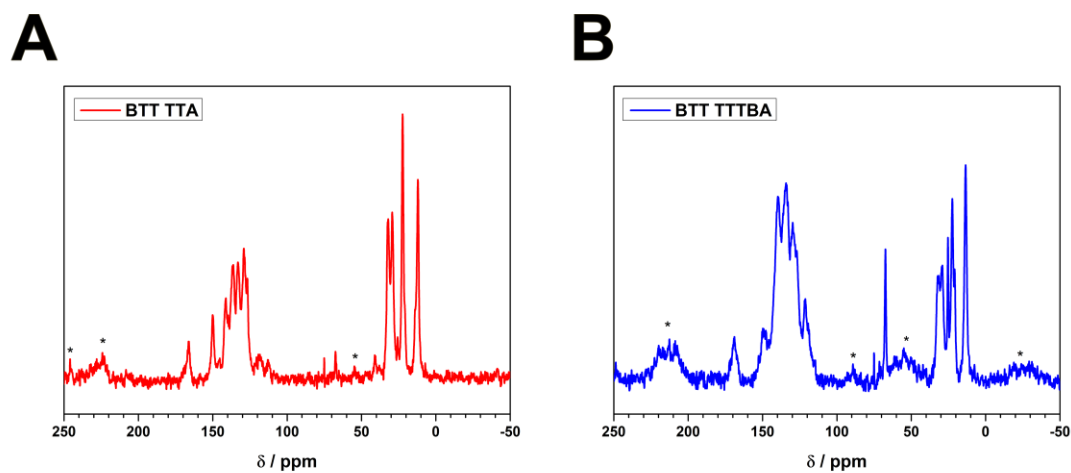 A
B
BTT TTA
BTT TTTBA
* * *
* * * *
250 200 150 100 50 0 -50
250 200 150 100 50 0 -50
δ / ppm
δ / ppm